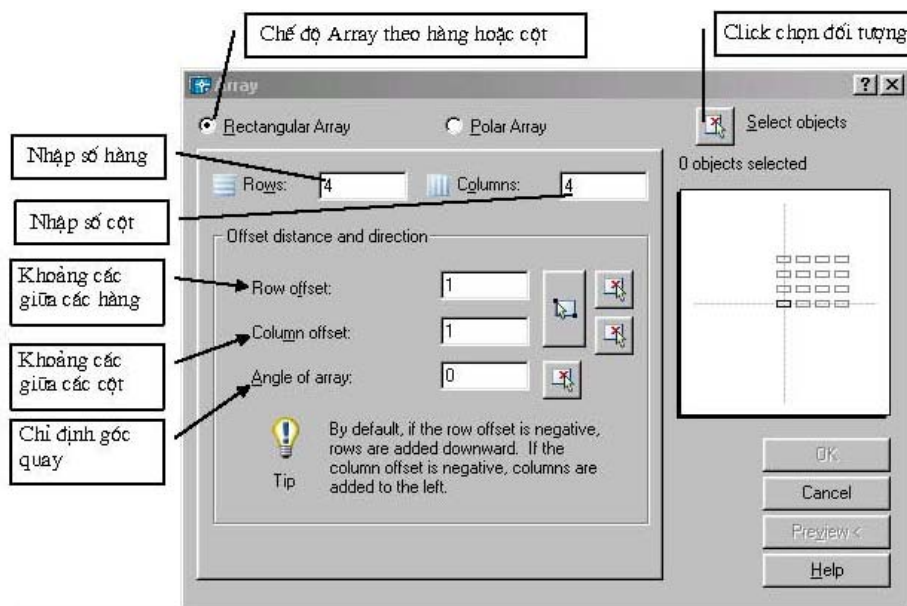 Chế độ Array theo hàng hoặc cột
Click chọn đối tượng
Array
Rectangular Array
Polar Array
Select objects
0 objects selected
Nhập số hàng
Rows:
4
Columns:
4
Nhập số cột
Offset distance and direction
Khoảng các
giữa các hàng
Row offset:
1
Column offset:
1
Khoảng các
giữa các cột
Angle of array:
0
Chỉ định góc
quay
Tip
By default, if the row offset is negative,
rows are added downward. If the
column offset is negative, columns are
added to the left.
OK
Cancel
Preview <
Help